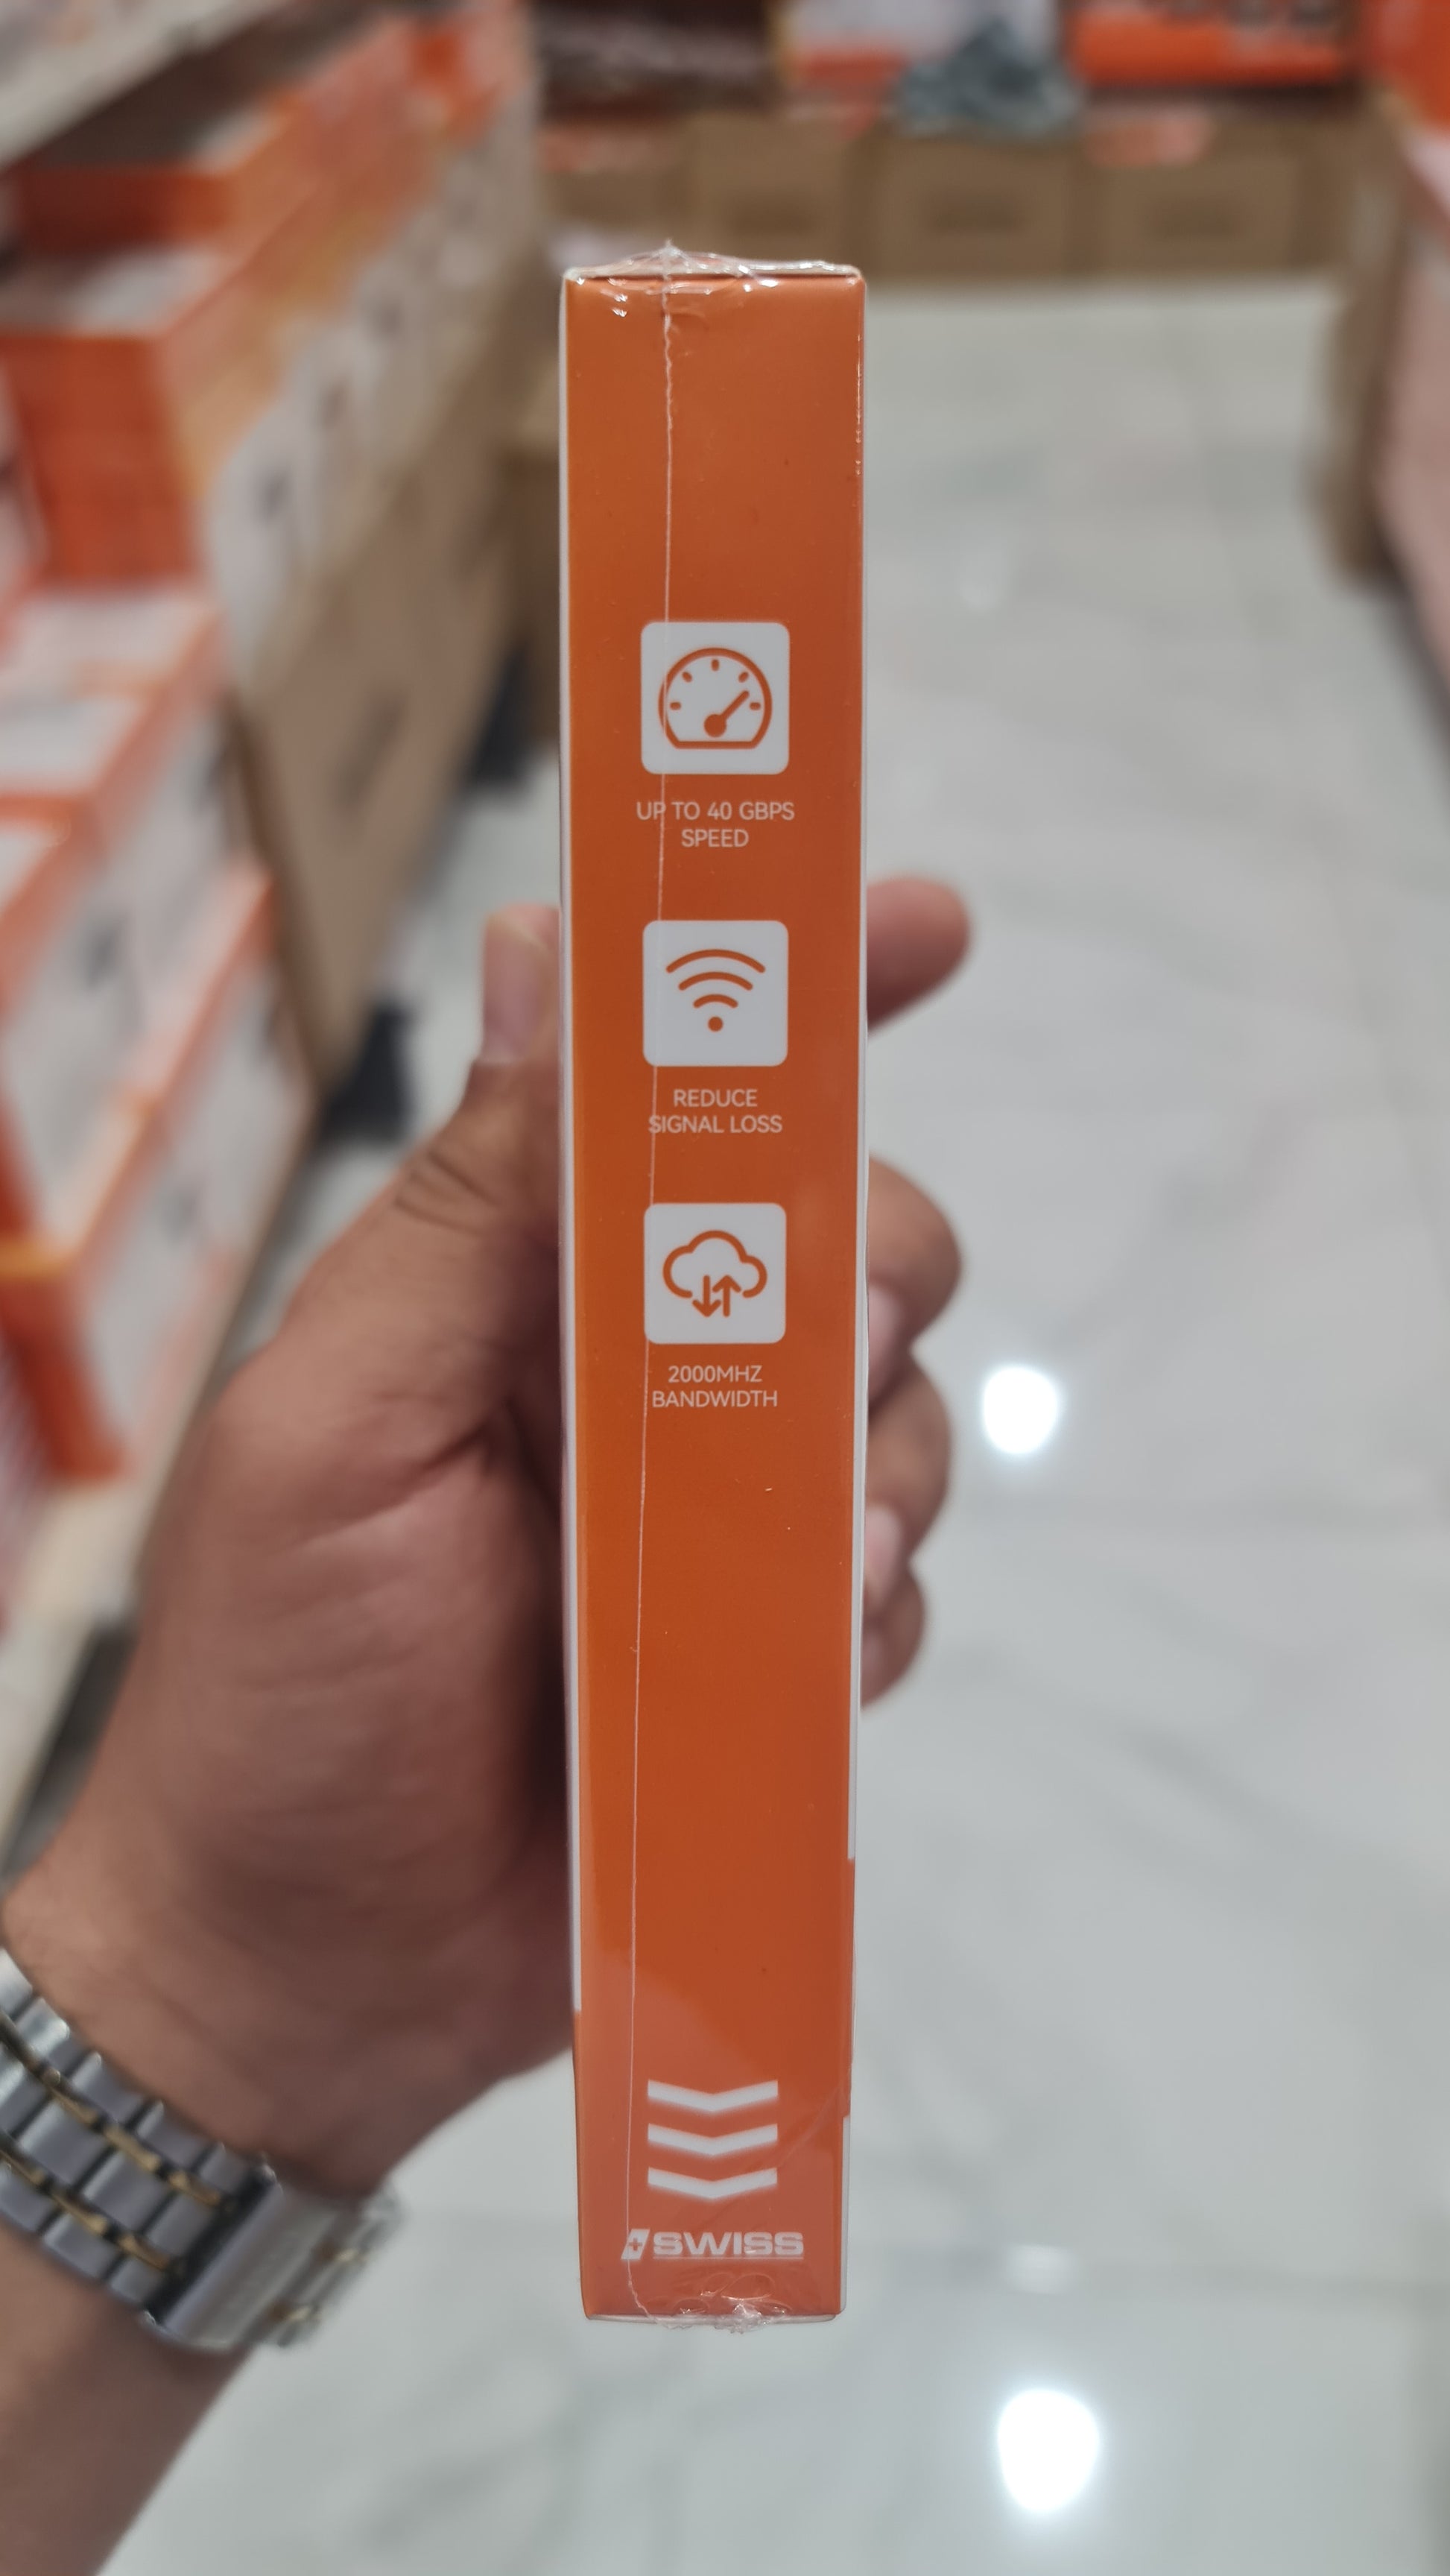 UP TO 40 GBPS
SPEED
REDUCE
SIGNAL LOSS
2000MHZ
BANDWIDTH
SWISS